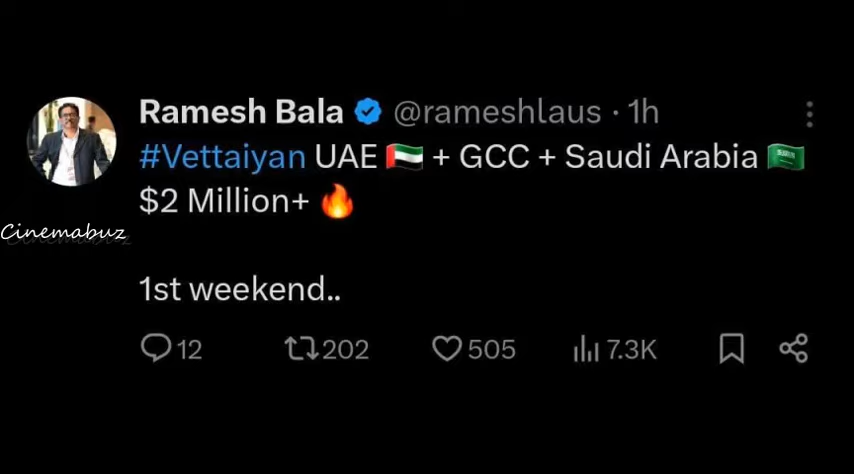 Ramesh Bala @rameshlaus · 1h
#Vettaiyan UAE 🇦🇪 + GCC + Saudi Arabia 🇸🇦
$2 Million+ 🔥
Cinemabuz
1st weekend..
12 202 505 7.3K